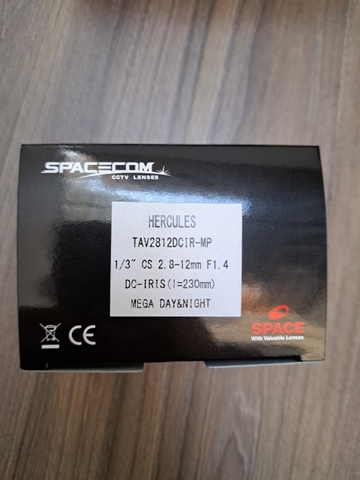 SPACECOM
CCTV LENSES
HERCULES
TAV2812DCIR-MP
1/3" CS 2.8-12mm F1.4
DC-IRIS(l=230mm)
MEGA DAY&NIGHT
CE
SPACE
With Valuable Lenses